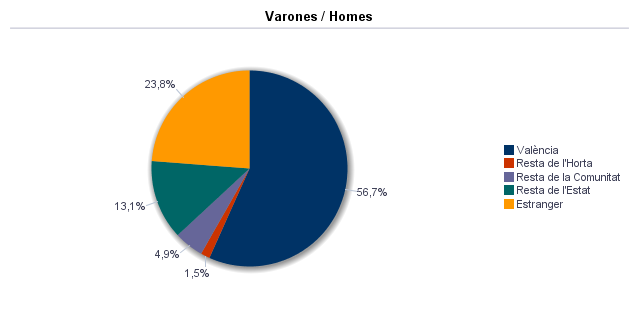 Varones / Homes
23,8%
56,7%
13,1%
4,9%
1,5%
València
Resta de l'Horta
Resta de la Comunitat
Resta de l'Estat
Estranger